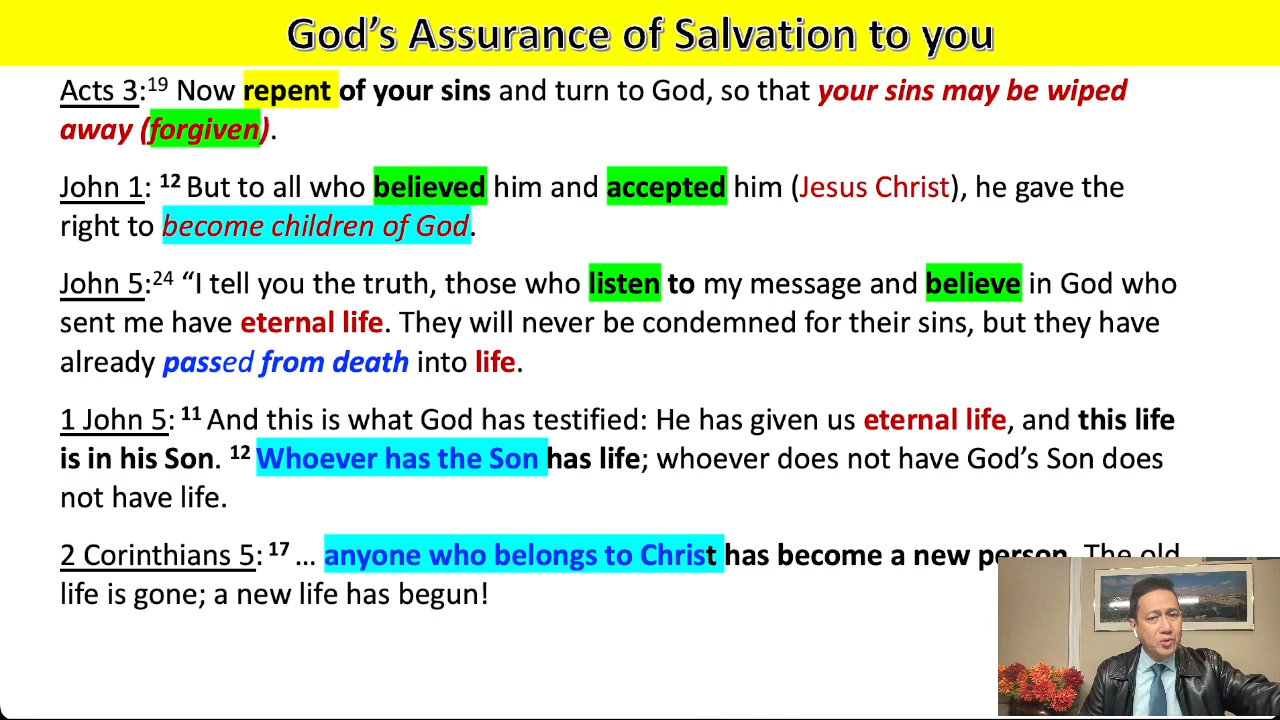 God's Assurance of Salvation to you
Acts 3:19 Now repent of your sins and turn to God, so that your sins may be wiped
away (forgiven).
John 1: 12 But to all who believed him and accepted him (Jesus Christ), he gave the
right to become children of God.
John 5:24 “I tell you the truth, those who listen to my message and believe in God who
sent me have eternal life. They will never be condemned for their sins, but they have
already passed from death into life.
1 John 5: 11 And this is what God has testified: He has given us eternal life, and this life
is in his Son. 12 Whoever has the Son has life; whoever does not have God’s Son does
not have life.
2 Corinthians 5: 17 … anyone who belongs to Christ has become a new person. The old
life is gone; a new life has begun!